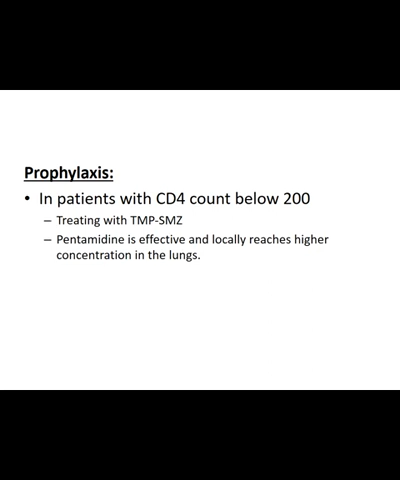 Prophylaxis:
• In patients with CD4 count below 200
– Treating with TMP-SMZ
– Pentamidine is effective and locally reaches higher
concentration in the lungs.